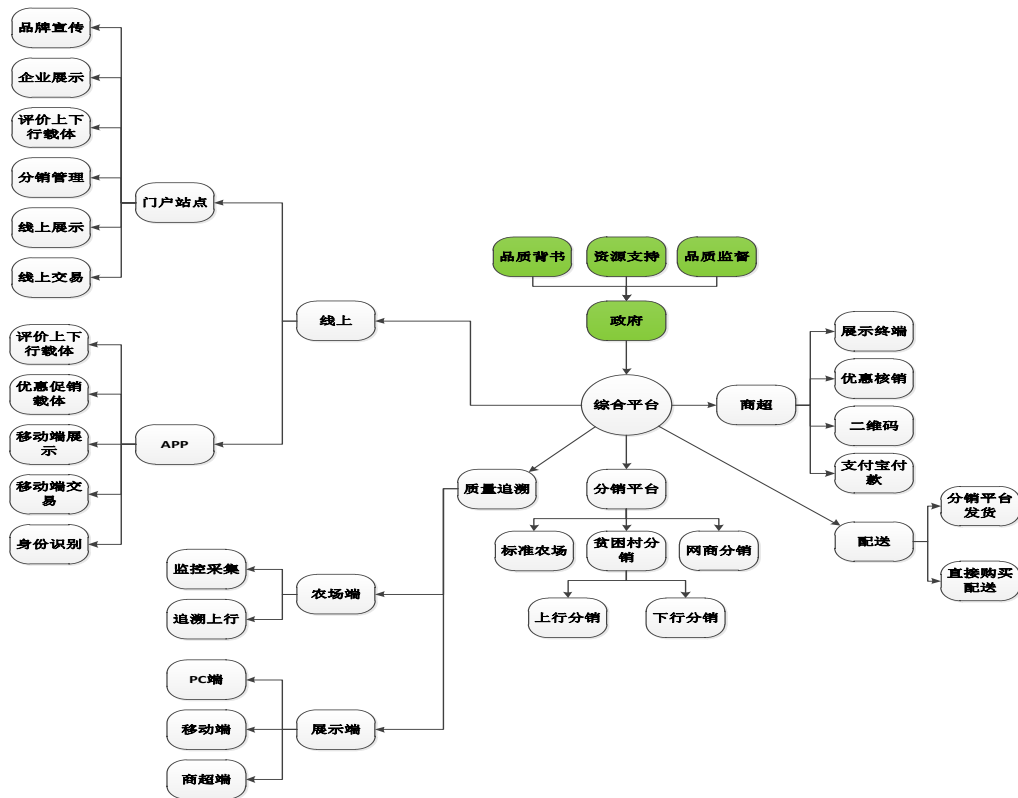 品牌宣传
企业展示
评价上下
行载体
分销管理
线上展示
线上交易
门户站点
评价上下
行载体
优惠促销
载体
移动端展
示
移动端交
易
身份识别
APP
线上
品质背书
资源支持
品质监督
政府
综合平台
商超
展示终端
优惠核销
二维码
支付宝付
款
质量追溯
分销平台
标准农场
贫困村分
销
网商分销
上行分销
下行分销
配送
分销平台
发货
直接购买
配送
监控采集
追溯上行
农场端
PC端
移动端
商超端
展示端